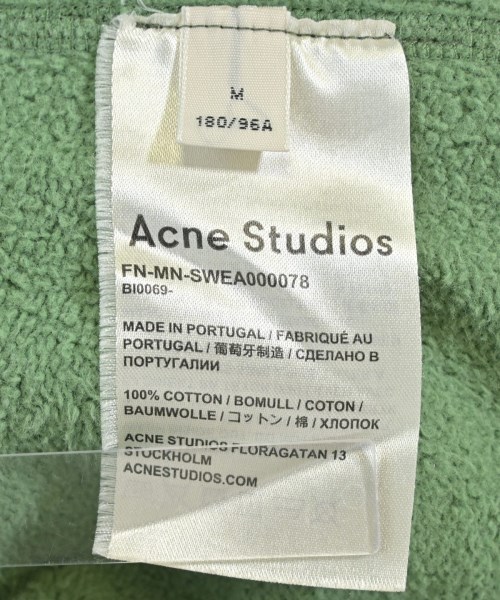 M
180/96A
Acne Studios
FN-MN-SWEA000078
BI0069-
MADE IN PORTUGAL / FABRIQUÉ AU
PORTUGAL / 葡萄牙制造 / СДЕЛАНО В
ПОРТУГАЛИИ
100% COTTON / BOMULL / COTON /
BAUMWOLLE / コットン / 棉 / ХЛОПОК
ACNE STUDIOS FLORAGATAN 13
STOCKHOLM
ACNESTUDIOS.COM